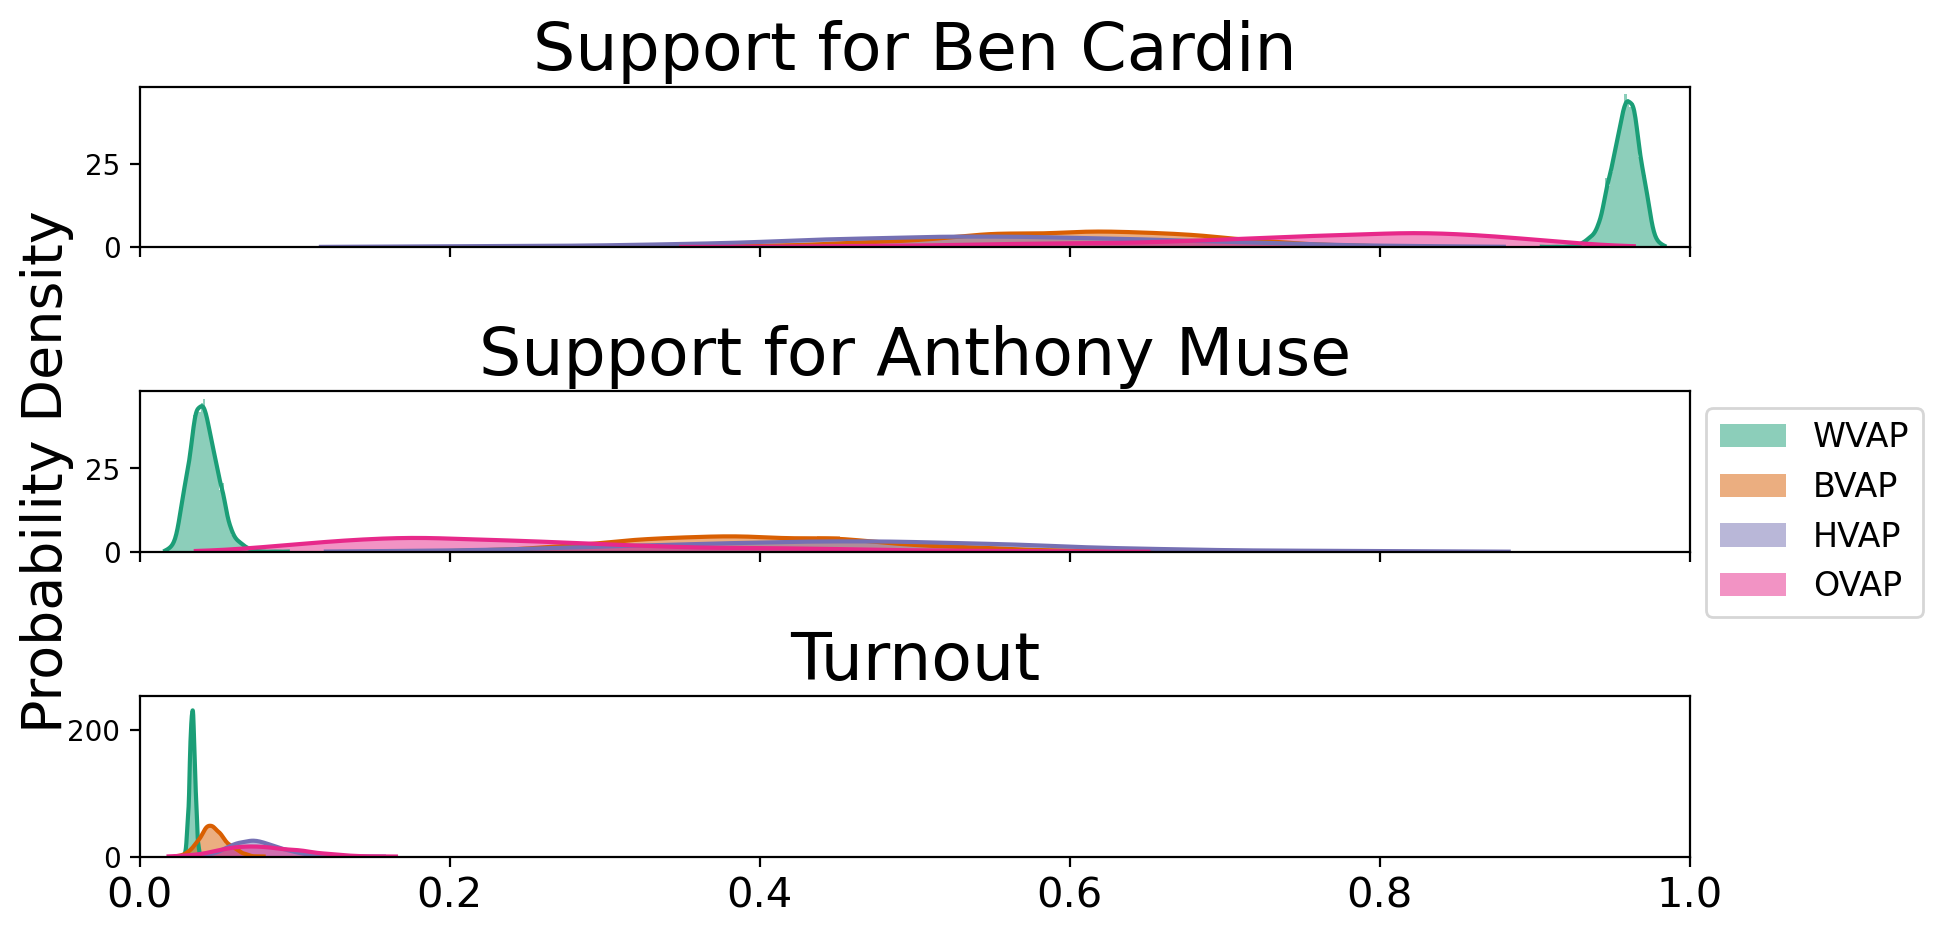 Support for Ben Cardin
25
0
Support for Anthony Muse
25
0
Turnout
200
0
0.0 0.2 0.4 0.6 0.8 1.0
Probability Density
WVAP
BVAP
HVAP
OVAP